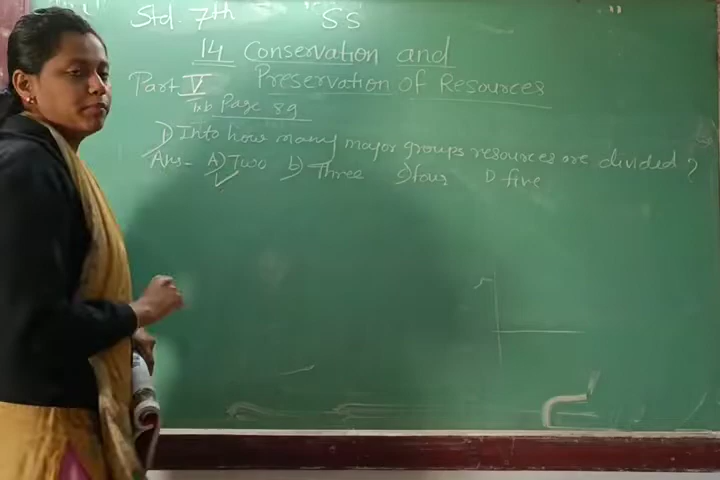 Std. 7th "SS"
14 Conservation and
Part V Preservation of Resources
Page 89
1) Into how many major groups resources are divided?
Ans- A) Two b) Three c) four D five